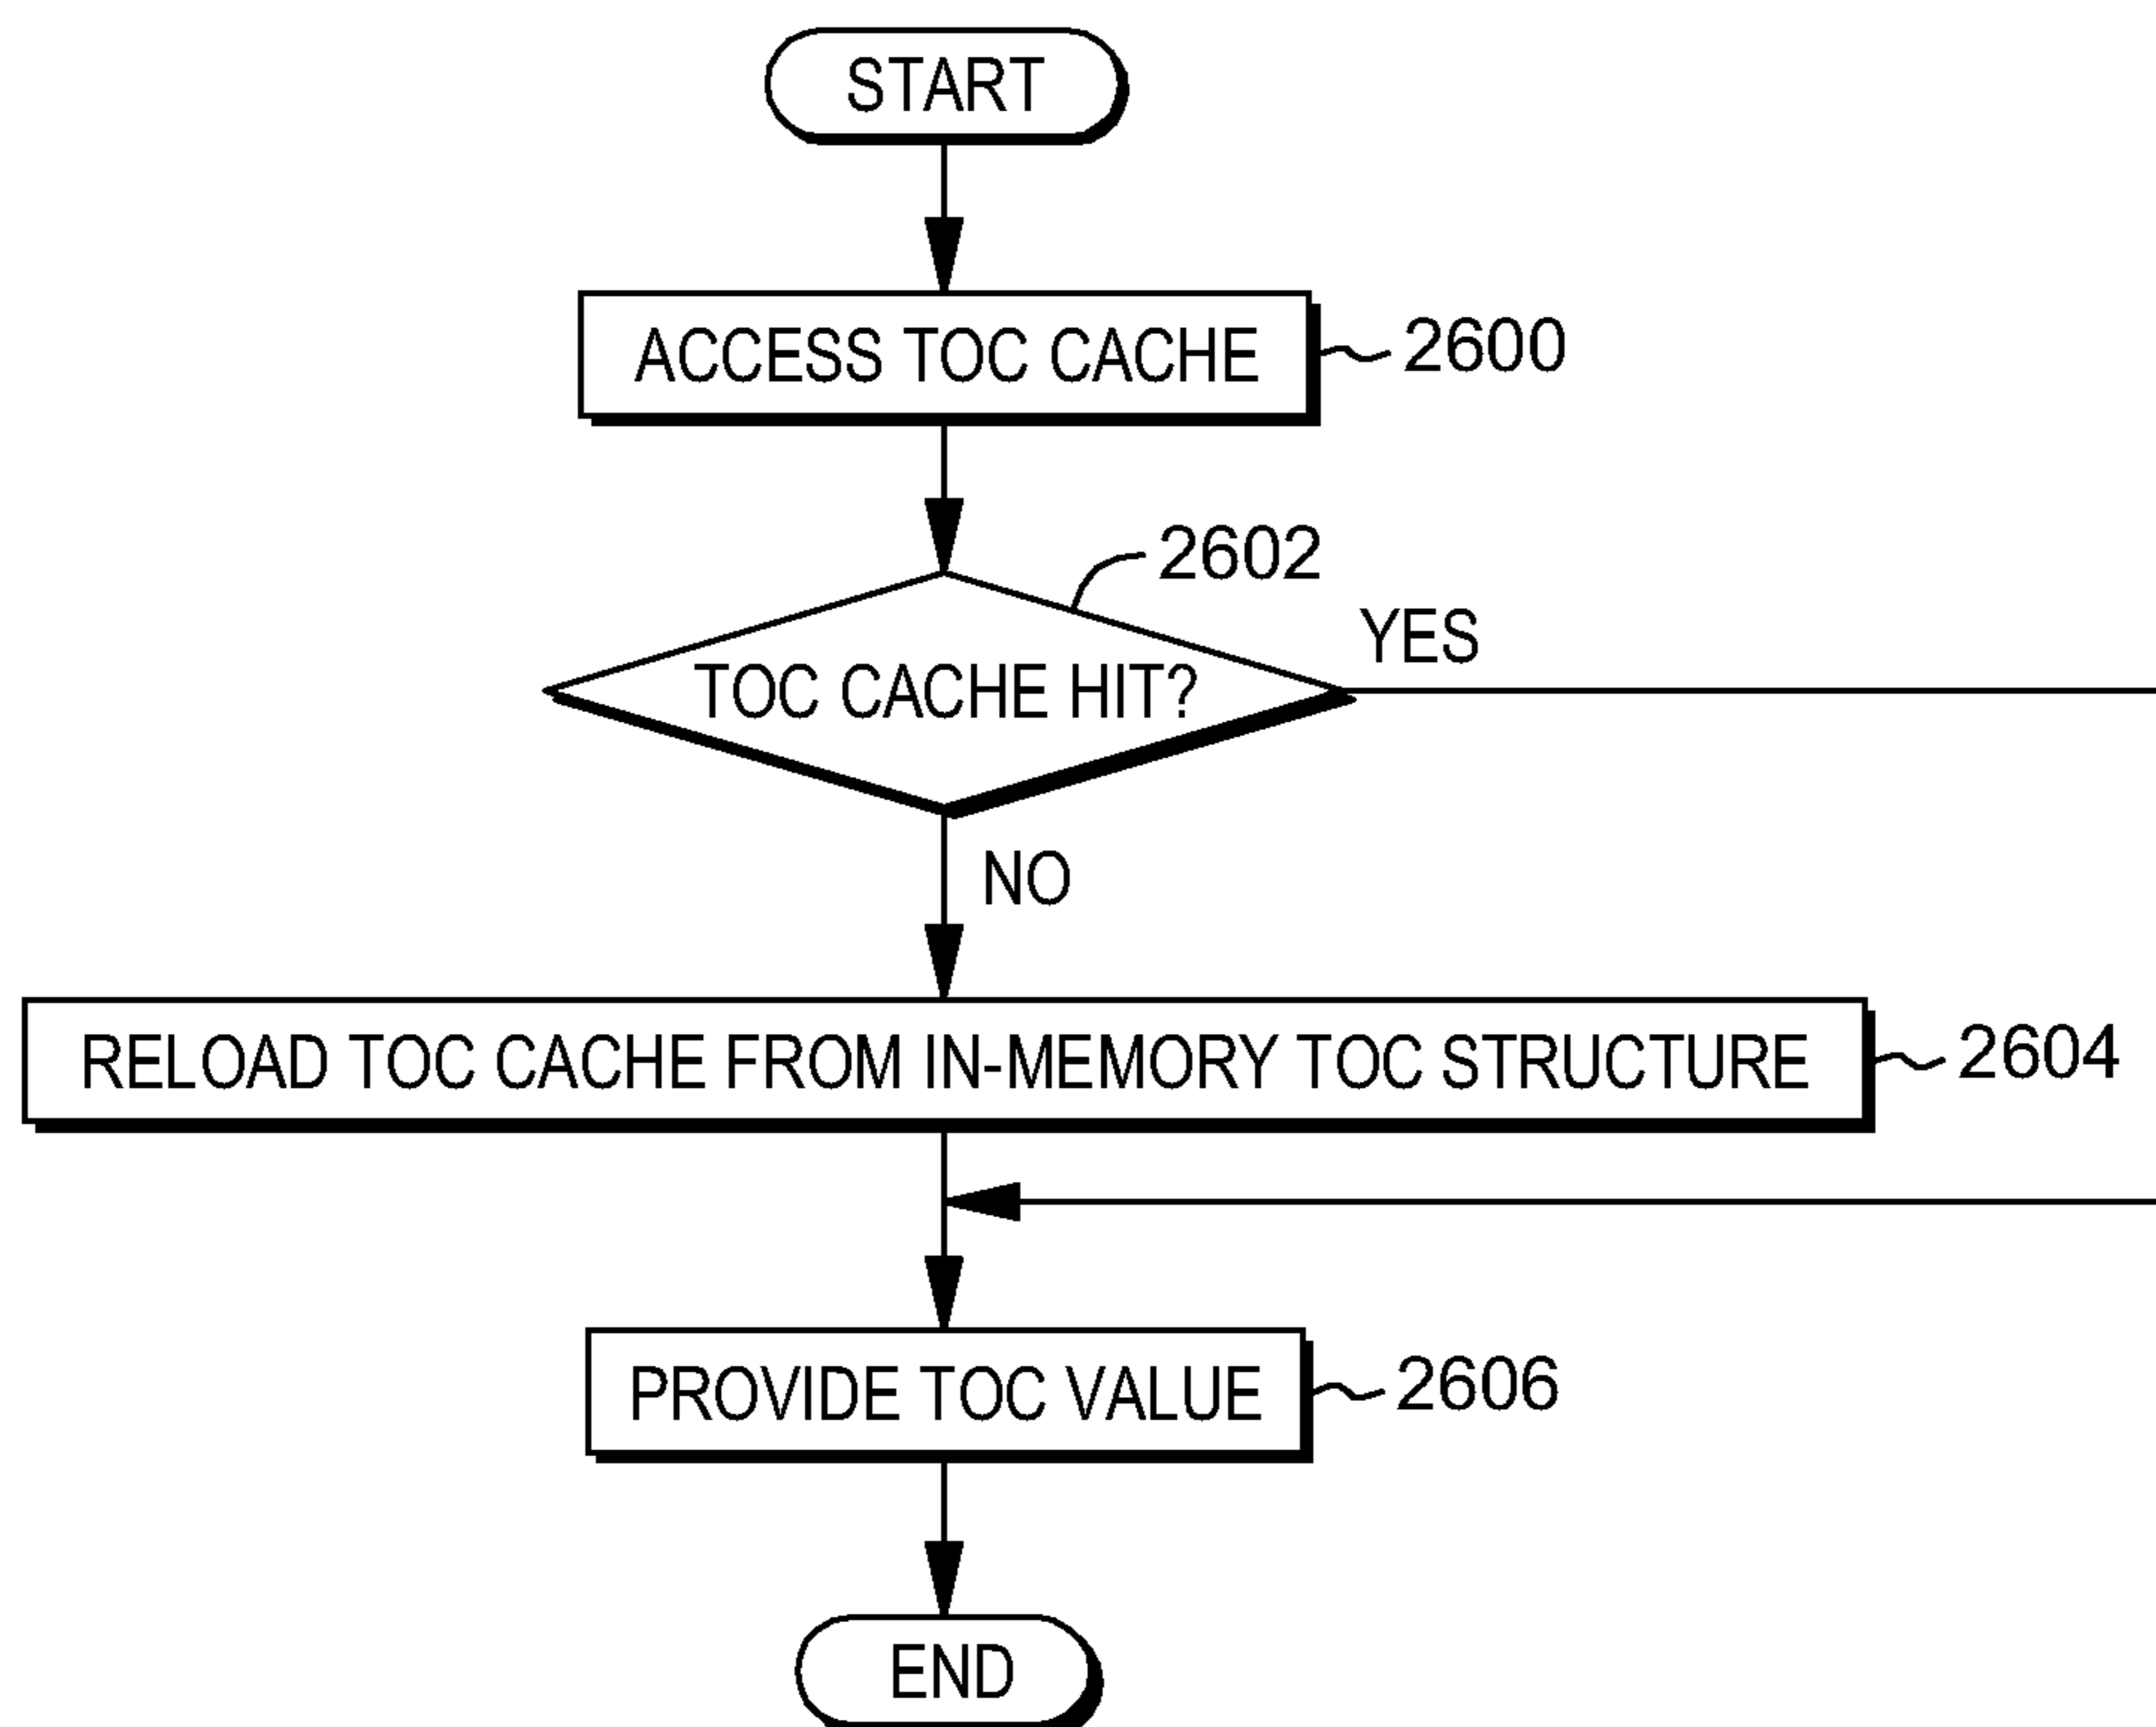 START
ACCESS TOC CACHE
2600
2602
TOC CACHE HIT?
YES
NO
RELOAD TOC CACHE FROM IN-MEMORY TOC STRUCTURE
2604
PROVIDE TOC VALUE
2606
END